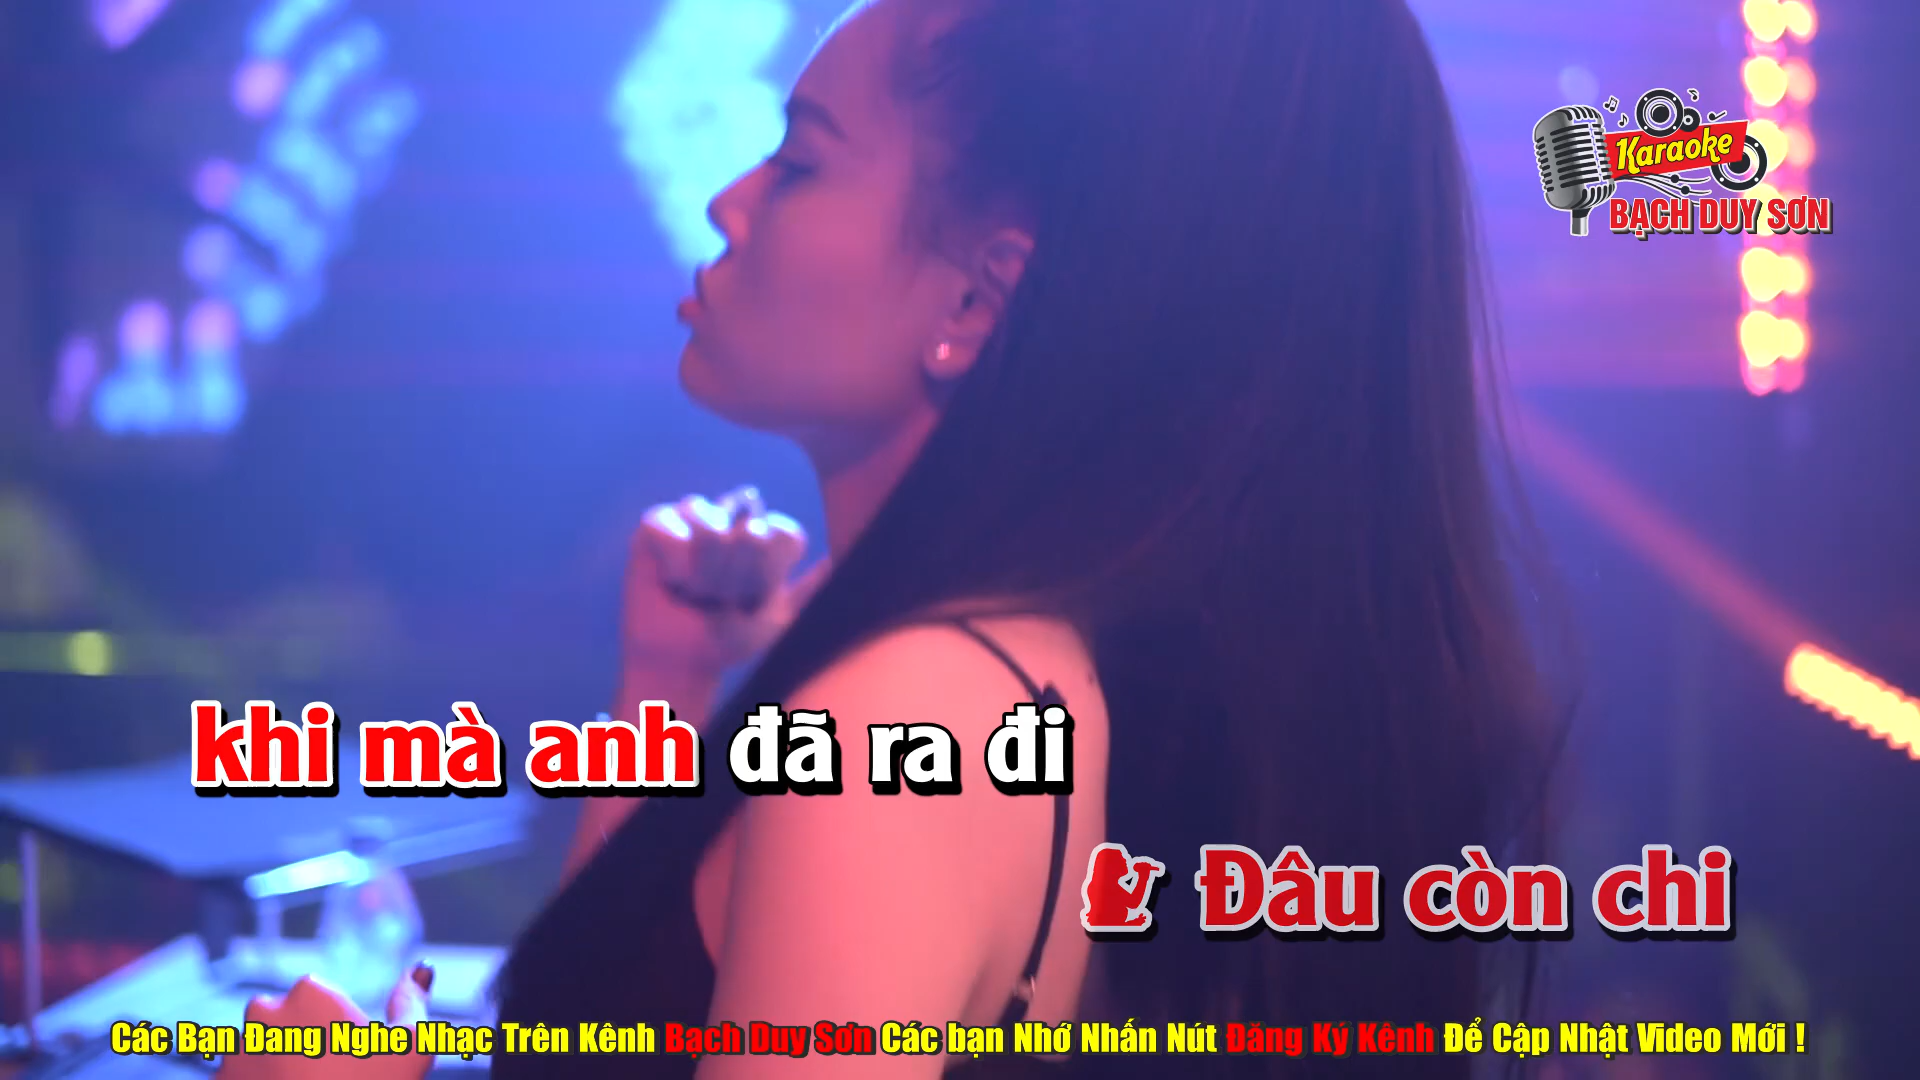 Karaoke
BẠCH DUY SƠN
khi mà anh đã ra đi
Đâu còn chi
Các Bạn Đang Nghe Nhạc Trên Kênh Bạch Duy Sơn Các bạn Nhớ Nhấn Nút Đăng Ký Kênh Để Cập Nhật Video Mới !